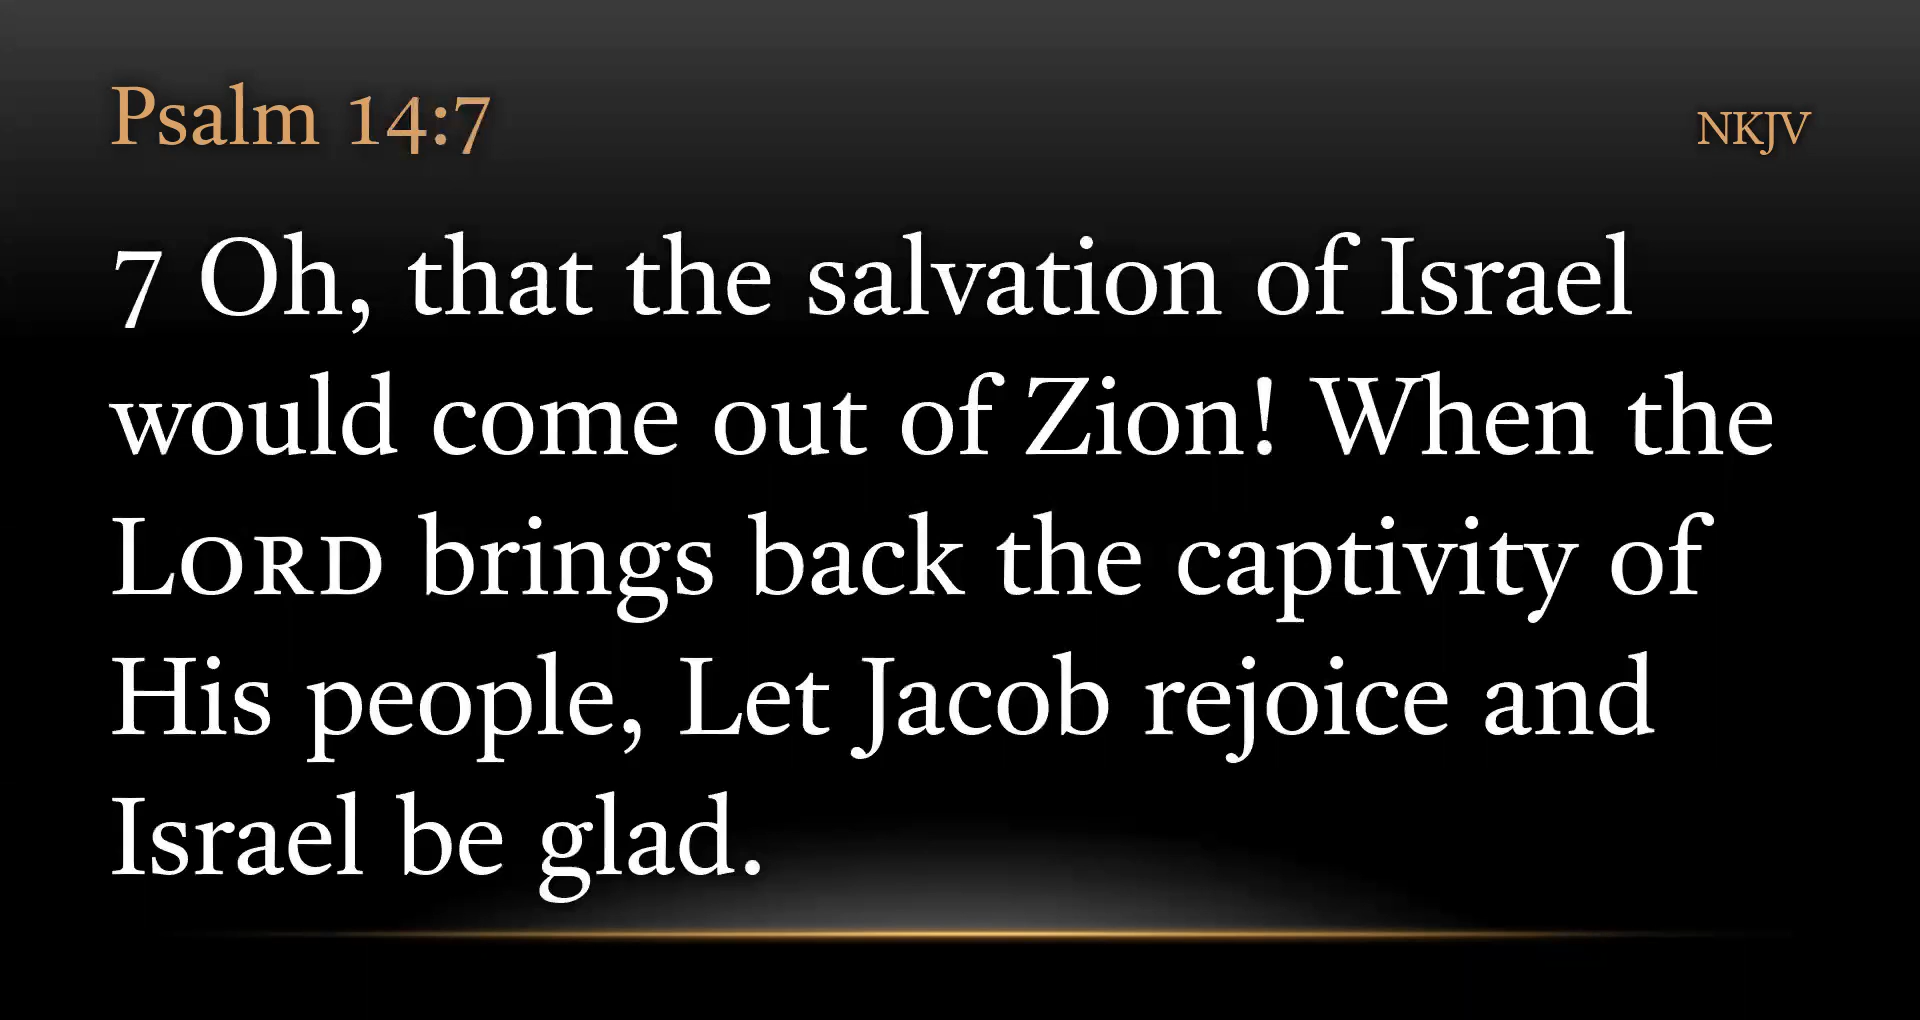 Psalm 14:7
NKJV
7 Oh, that the salvation of Israel
would come out of Zion! When the
LORD brings back the captivity of
His people, Let Jacob rejoice and
Israel be glad.